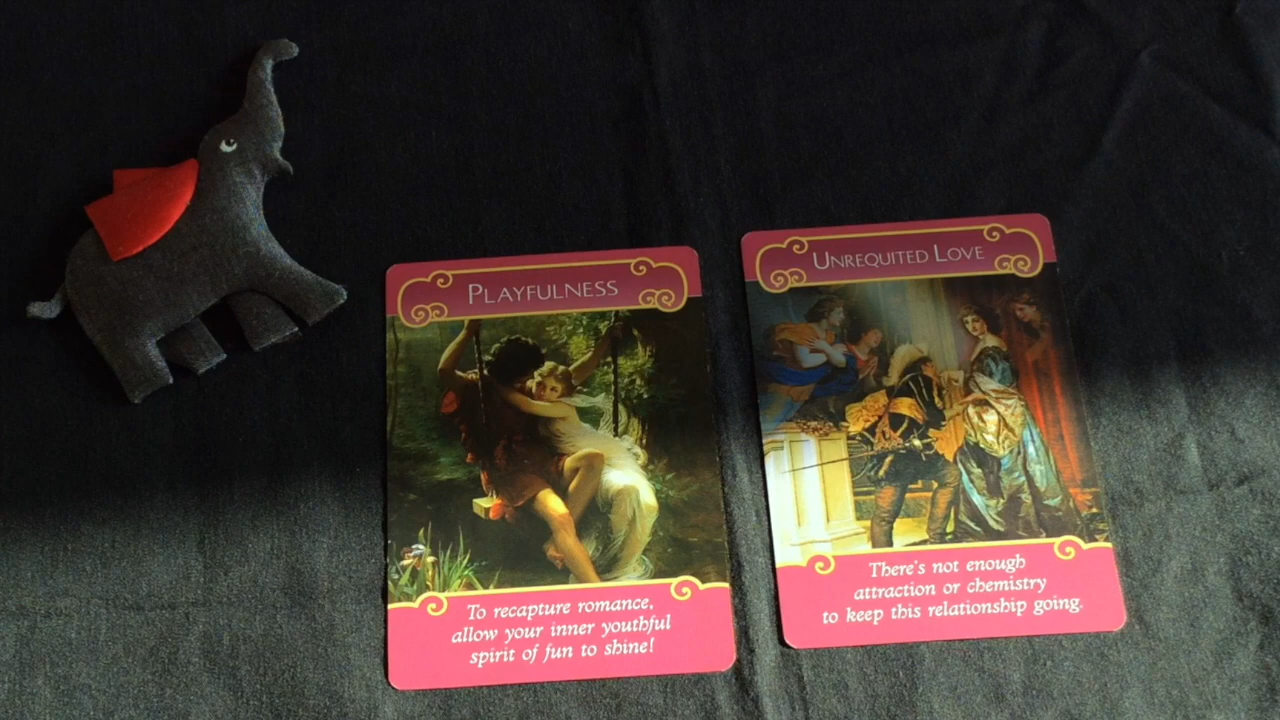 PLAYFULNESS
To recapture romance,
allow your inner youthful
spirit of fun to shine!
UNREQUITED LOVE
There's not enough
attraction or chemistry
to keep this relationship going.